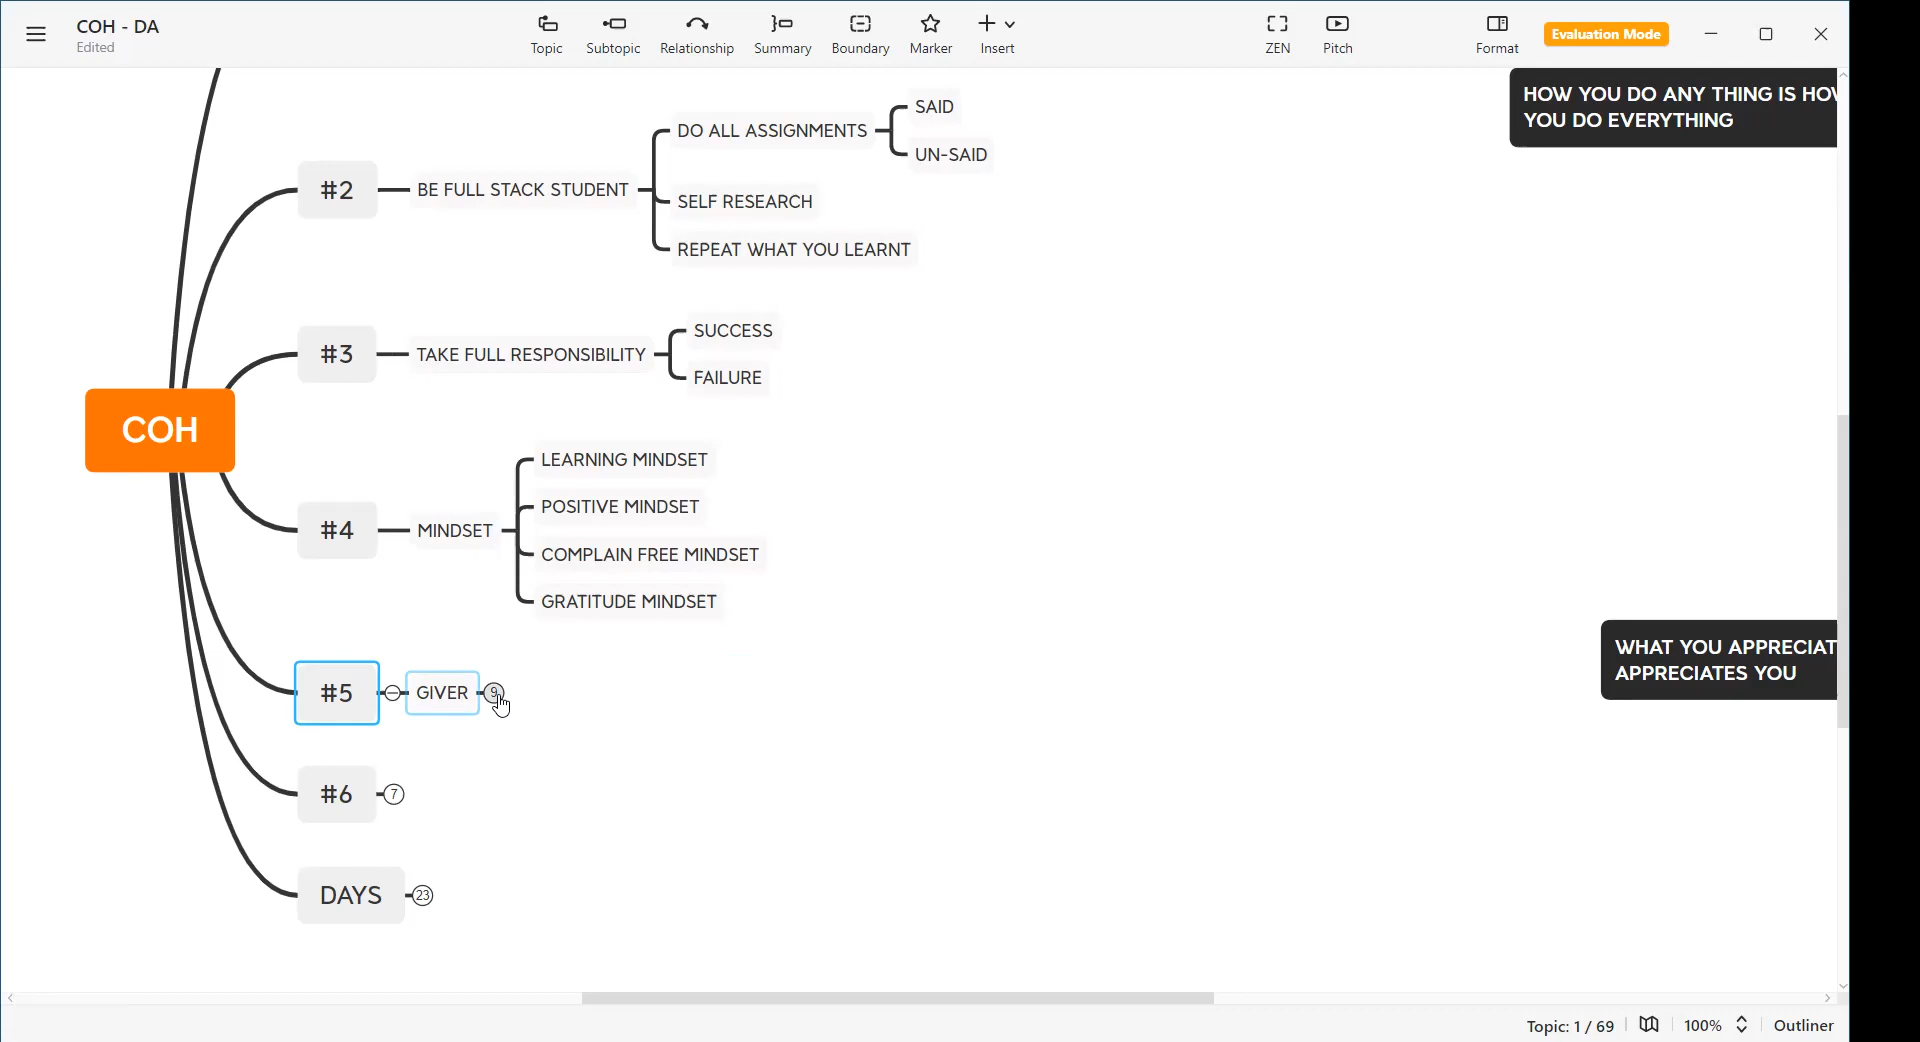 COH - DA
Edited
Topic
Subtopic
Relationship
Summary
Boundary
Marker
Insert
ZEN
Pitch
Format
Evaluation Mode
HOW YOU DO ANY THING IS HOW
YOU DO EVERYTHING
#2
BE FULL STACK STUDENT
DO ALL ASSIGNMENTS
SAID
UN-SAID
SELF RESEARCH
REPEAT WHAT YOU LEARNT
#3
TAKE FULL RESPONSIBILITY
SUCCESS
FAILURE
COH
#4
MINDSET
LEARNING MINDSET
POSITIVE MINDSET
COMPLAIN FREE MINDSET
GRATITUDE MINDSET
WHAT YOU APPRECIAT
APPRECIATES YOU
#5
GIVER
9
#6
7
DAYS
23
Topic: 1 / 69
100%
Outliner